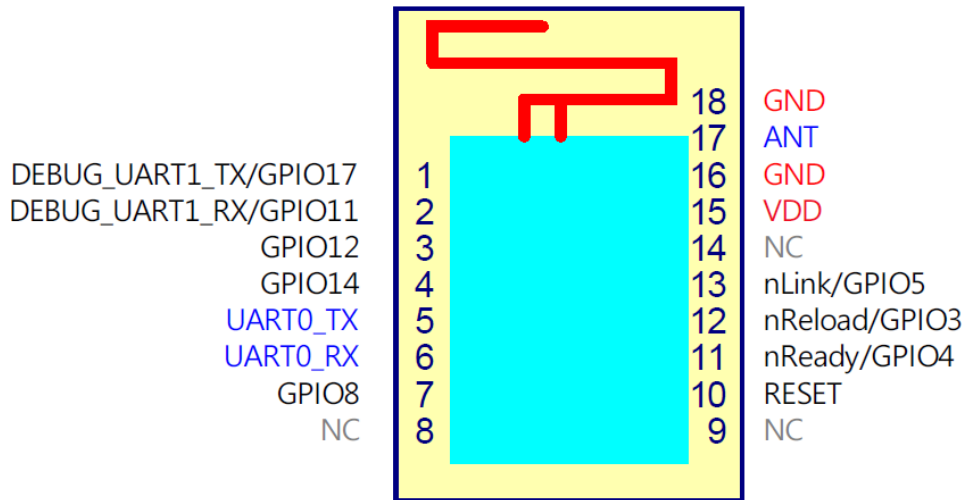 18 GND
17 ANT
DEBUG_UART1_TX/GPIO17 1 16 GND
DEBUG_UART1_RX/GPIO11 2 15 VDD
GPIO12 3 14 NC
GPIO14 4 13 nLink/GPIO5
UART0_TX 5 12 nReload/GPIO3
UART0_RX 6 11 nReady/GPIO4
GPIO8 7 10 RESET
NC 8 9 NC